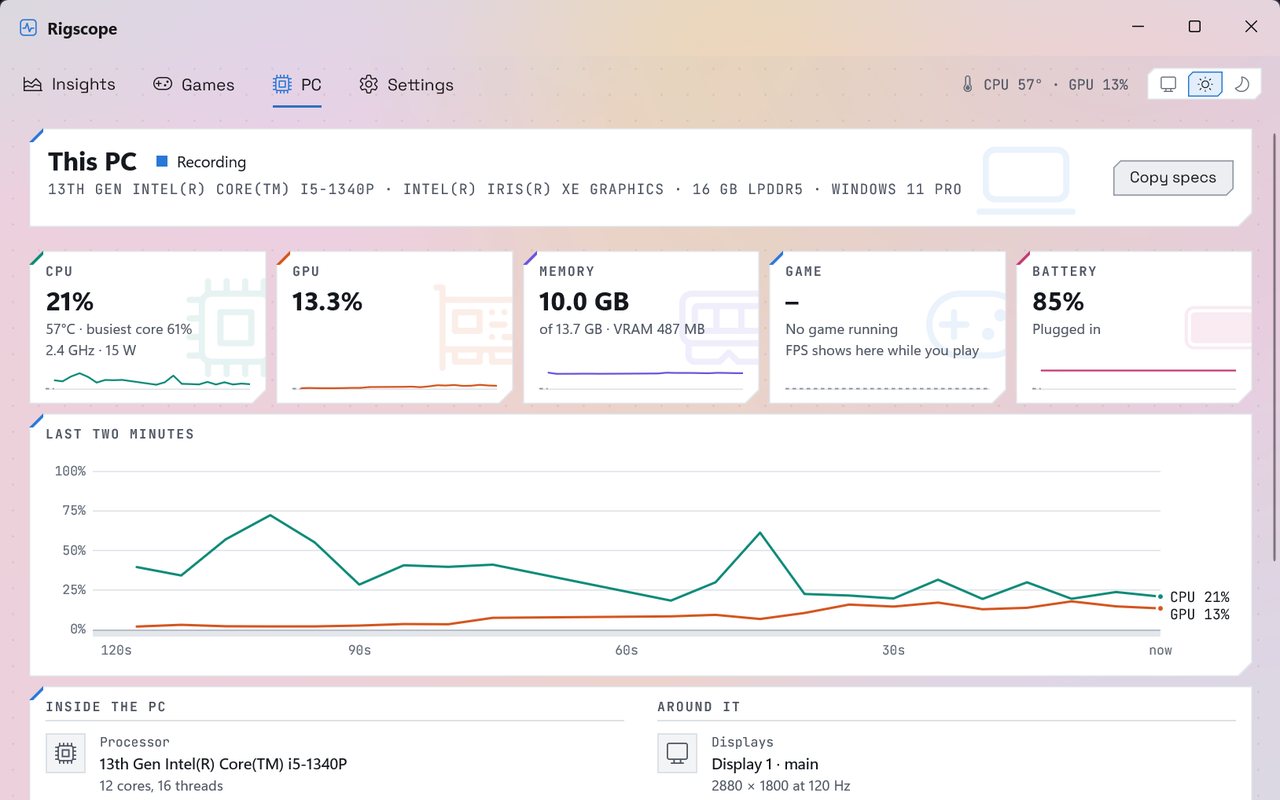 Rigscope
Insights
Games
PC
Settings
CPU 57° · GPU 13%
This PC
Recording
13TH GEN INTEL(R) CORE(TM) I5-1340P · INTEL(R) IRIS(R) XE GRAPHICS · 16 GB LPDDR5 · WINDOWS 11 PRO
Copy specs
CPU
21%
57°C · busiest core 61%
2.4 GHz · 15 W
GPU
13.3%
MEMORY
10.0 GB
of 13.7 GB · VRAM 487 MB
GAME
–
No game running
FPS shows here while you play
BATTERY
85%
Plugged in
LAST TWO MINUTES
100%
75%
50%
25%
0%
CPU 21%
GPU 13%
120s
90s
60s
30s
now
INSIDE THE PC
Processor
13th Gen Intel(R) Core(TM) i5-1340P
12 cores, 16 threads
AROUND IT
Displays
Display 1 · main
2880 × 1800 at 120 Hz